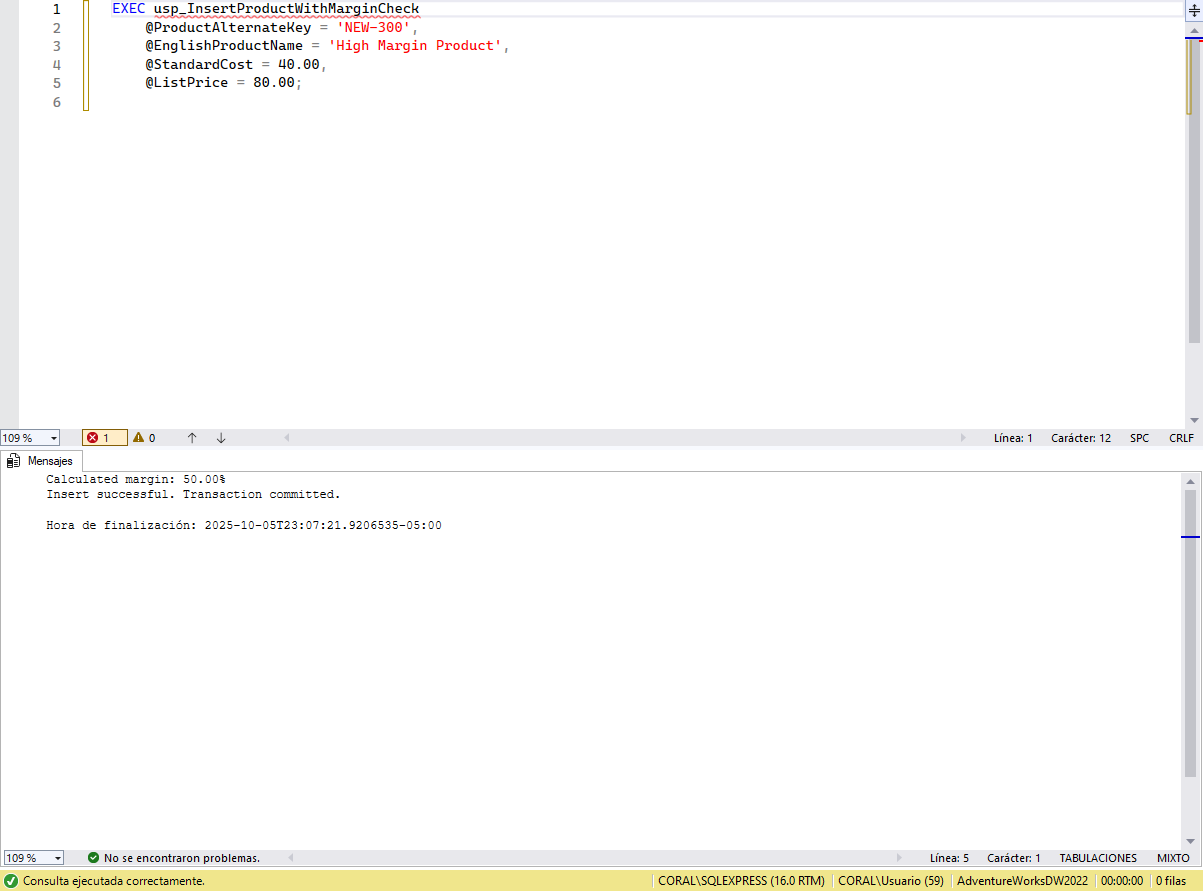 1 EXEC usp_InsertProductWithMarginCheck
2 @ProductAlternateKey = 'NEW-300',
3 @EnglishProductName = 'High Margin Product',
4 @StandardCost = 40.00,
5 @ListPrice = 80.00;
6
109 % 1 0 Línea: 1 Carácter: 12 SPC CRLF
Mensajes
Calculated margin: 50.00%
Insert successful. Transaction committed.
Hora de finalización: 2025-10-05T23:07:21.9206535-05:00
109 % No se encontraron problemas. Línea: 5 Carácter: 1 TABULACIONES MIXTO
Consulta ejecutada correctamente. CORAL\SQLEXPRESS (16.0 RTM) CORAL\Usuario (59) AdventureWorksDW2022 00:00:00 0 filas